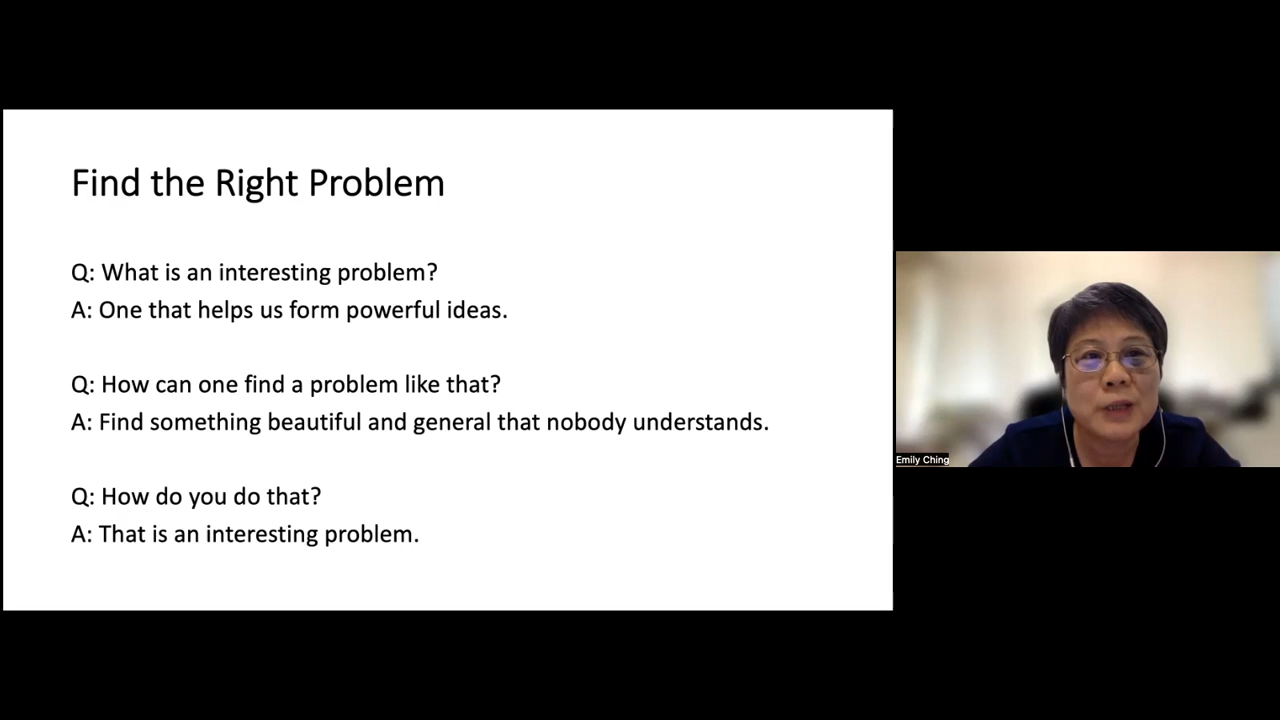 Find the Right Problem
Q: What is an interesting problem?
A: One that helps us form powerful ideas.
Q: How can one find a problem like that?
A: Find something beautiful and general that nobody understands.
Q: How do you do that?
A: That is an interesting problem.
Emily Ching